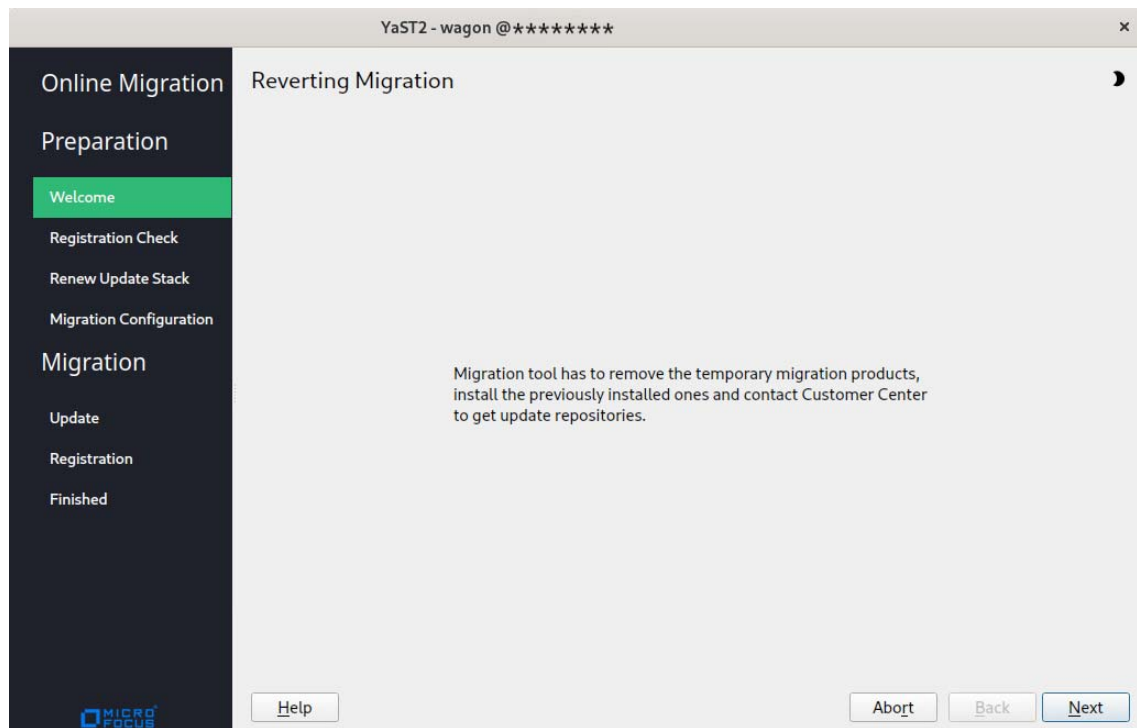 YaST2 - wagon @********
×
Online Migration
Preparation
Welcome
Registration Check
Renew Update Stack
Migration Configuration
Migration
Update
Registration
Finished
MICRO
FOCUS
Reverting Migration
Migration tool has to remove the temporary migration products,
install the previously installed ones and contact Customer Center
to get update repositories.
Help
Abort
Back
Next